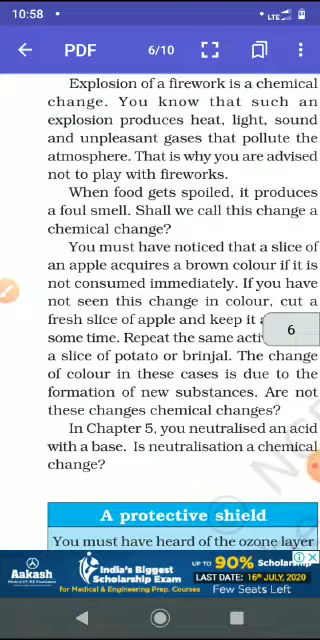 10:58
LTE
PDF
6/10
Explosion of a firework is a chemical
change. You know that such an
explosion produces heat, light, sound
and unpleasant gases that pollute the
atmosphere. That is why you are advised
not to play with fireworks.
When food gets spoiled, it produces
a foul smell. Shall we call this change a
chemical change?
You must have noticed that a slice of
an apple acquires a brown colour if it is
not consumed immediately. If you have
not seen this change in colour, cut a
fresh slice of apple and keep it
6
some time. Repeat the same
a slice of potato or brinjal. The change
of colour in these cases is due to the
formation of new substances. Are not
these changes chemical changes?
In Chapter 5, you neutralised an acid
with a base. Is neutralisation a chemical
change?
A protective shield
You must have heard of the ozone layer
Aakash
India's Biggest
Scholarship Exam
for Medical & Engineering Prep. Courses
UP TO 90% Scholarship
LAST DATE: 16th JULY, 2020
Few Seats Left